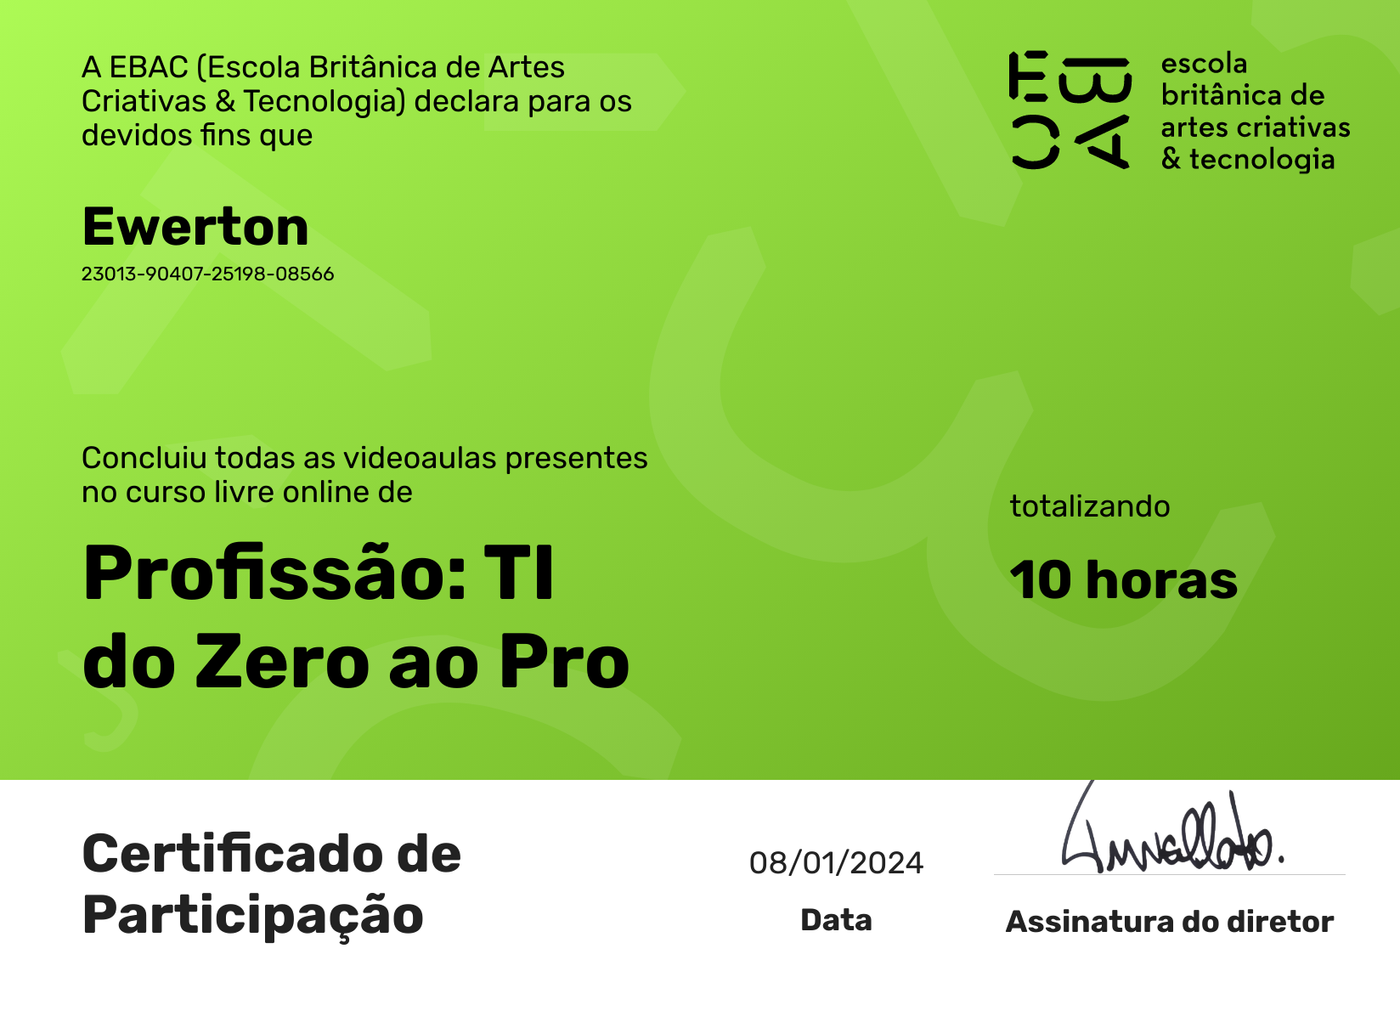 A EBAC (Escola Britânica de Artes
Criativas & Tecnologia) declara para os
devidos fins que
EBAC
escola
britânica de
artes criativas
& tecnologia
Ewerton
23013-90407-25198-08566
Concluiu todas as videoaulas presentes
no curso livre online de
Profissão: TI
do Zero ao Pro
totalizando
10 horas
Certificado de
Participação
08/01/2024
Data
Assinatura do diretor